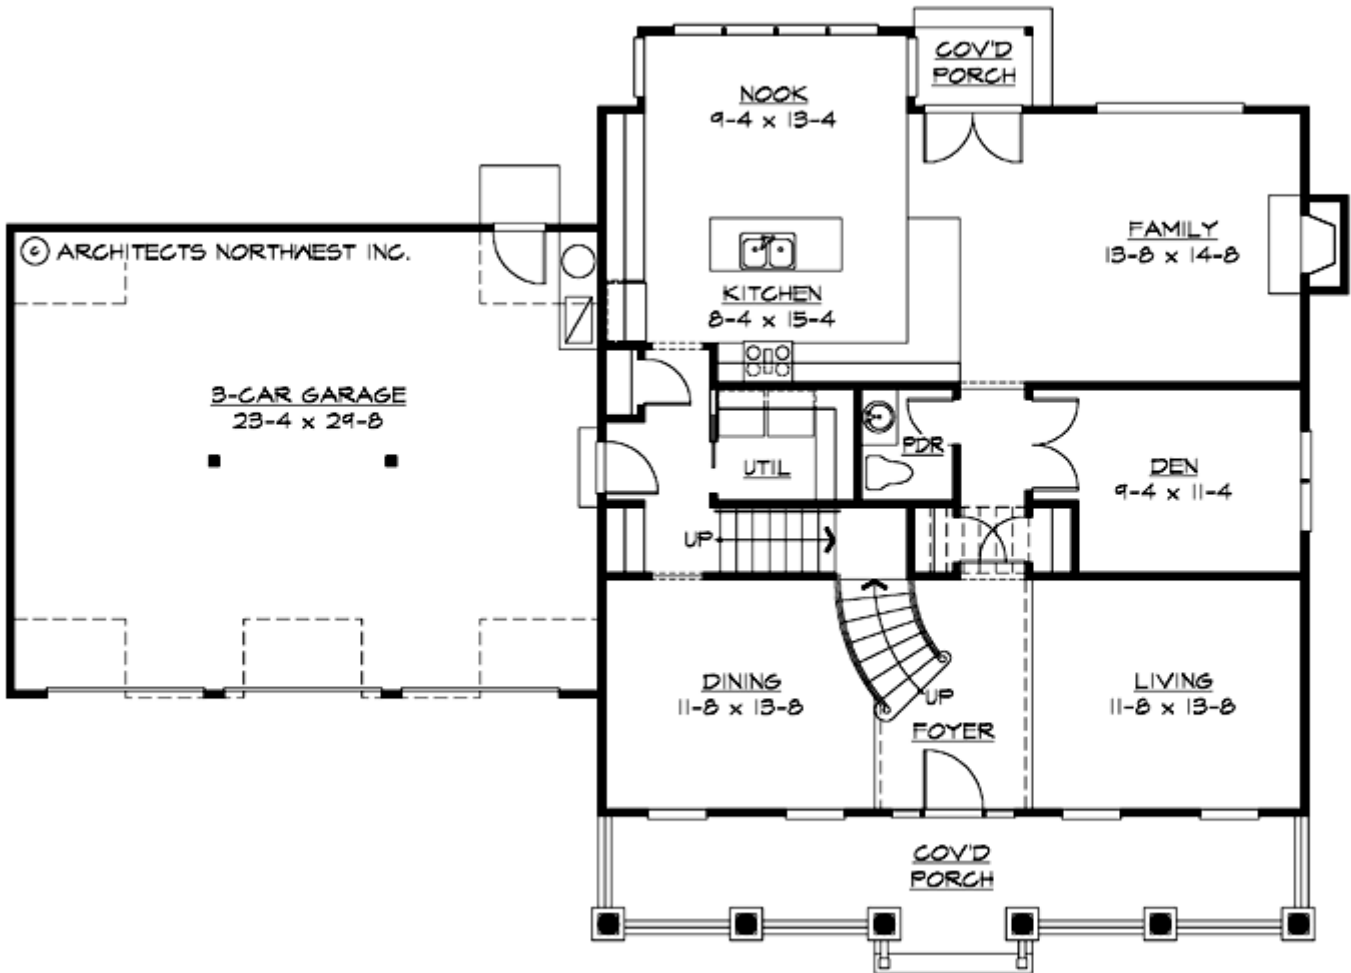 COV'D
PORCH
NOOK
9-4 x 13-4
FAMILY
13-8 x 14-8
© ARCHITECTS NORTHWEST INC.
KITCHEN
8-4 x 15-4
3-CAR GARAGE
23-4 x 29-8
PDR
UTIL
DEN
9-4 x 11-4
UP
DINING
11-8 x 13-8
UP
LIVING
11-8 x 13-8
FOYER
COV'D
PORCH